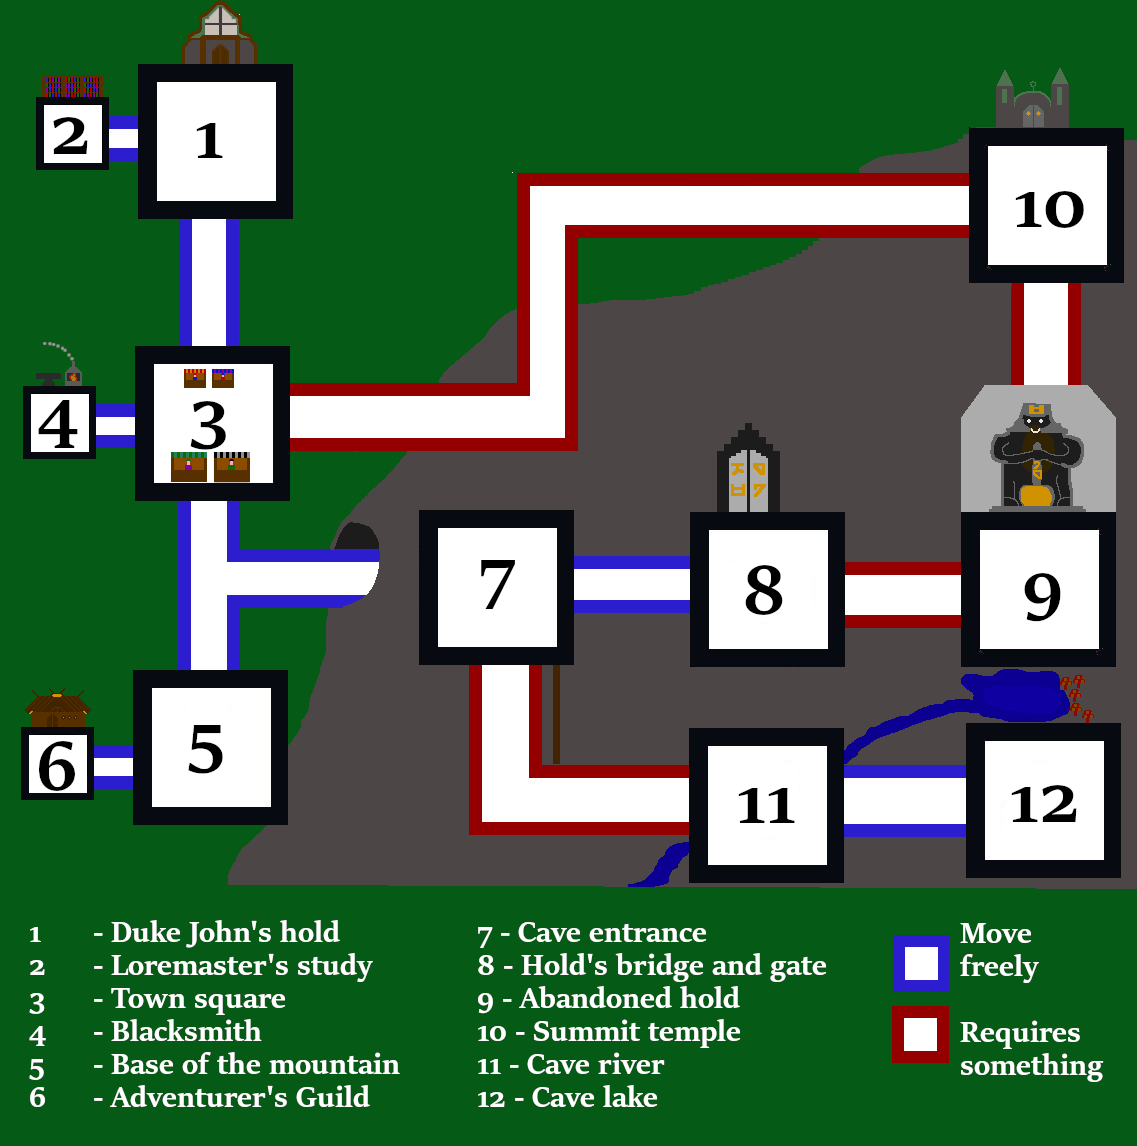 1
2
10
4
3
7
8
9
5
6
11
12
1 - Duke John's hold
2 - Loremaster's study
3 - Town square
4 - Blacksmith
5 - Base of the mountain
6 - Adventurer's Guild
7 - Cave entrance
8 - Hold's bridge and gate
9 - Abandoned hold
10 - Summit temple
11 - Cave river
12 - Cave lake
Move
freely
Requires
something